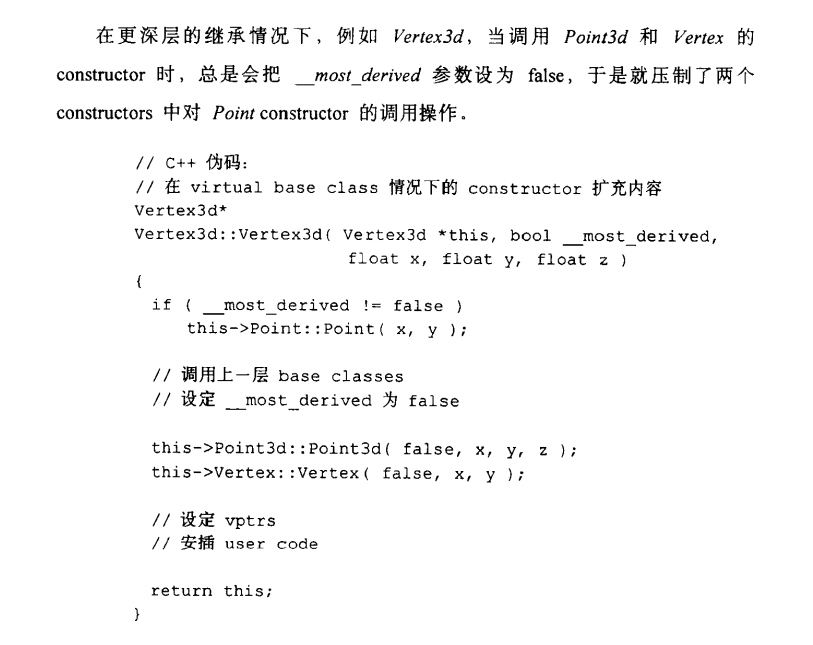 在更深层的继承情况下，例如 Vertex3d，当调用 Point3d 和 Vertex 的
constructor 时，总是会把 __most_derived 参数设为 false，于是就压制了两个
constructors 中对 Point constructor 的调用操作。
// C++ 伪码:
// 在 virtual base class 情况下的 constructor 扩充内容
Vertex3d*
Vertex3d::Vertex3d( Vertex3d *this, bool __most_derived,
float x, float y, float z )
{
if ( __most_derived != false )
this->Point::Point( x, y );
// 调用上一层 base classes
// 设定 __most_derived 为 false
this->Point3d::Point3d( false, x, y, z );
this->Vertex::Vertex( false, x, y );
// 设定 vptrs
// 安插 user code
return this;
}